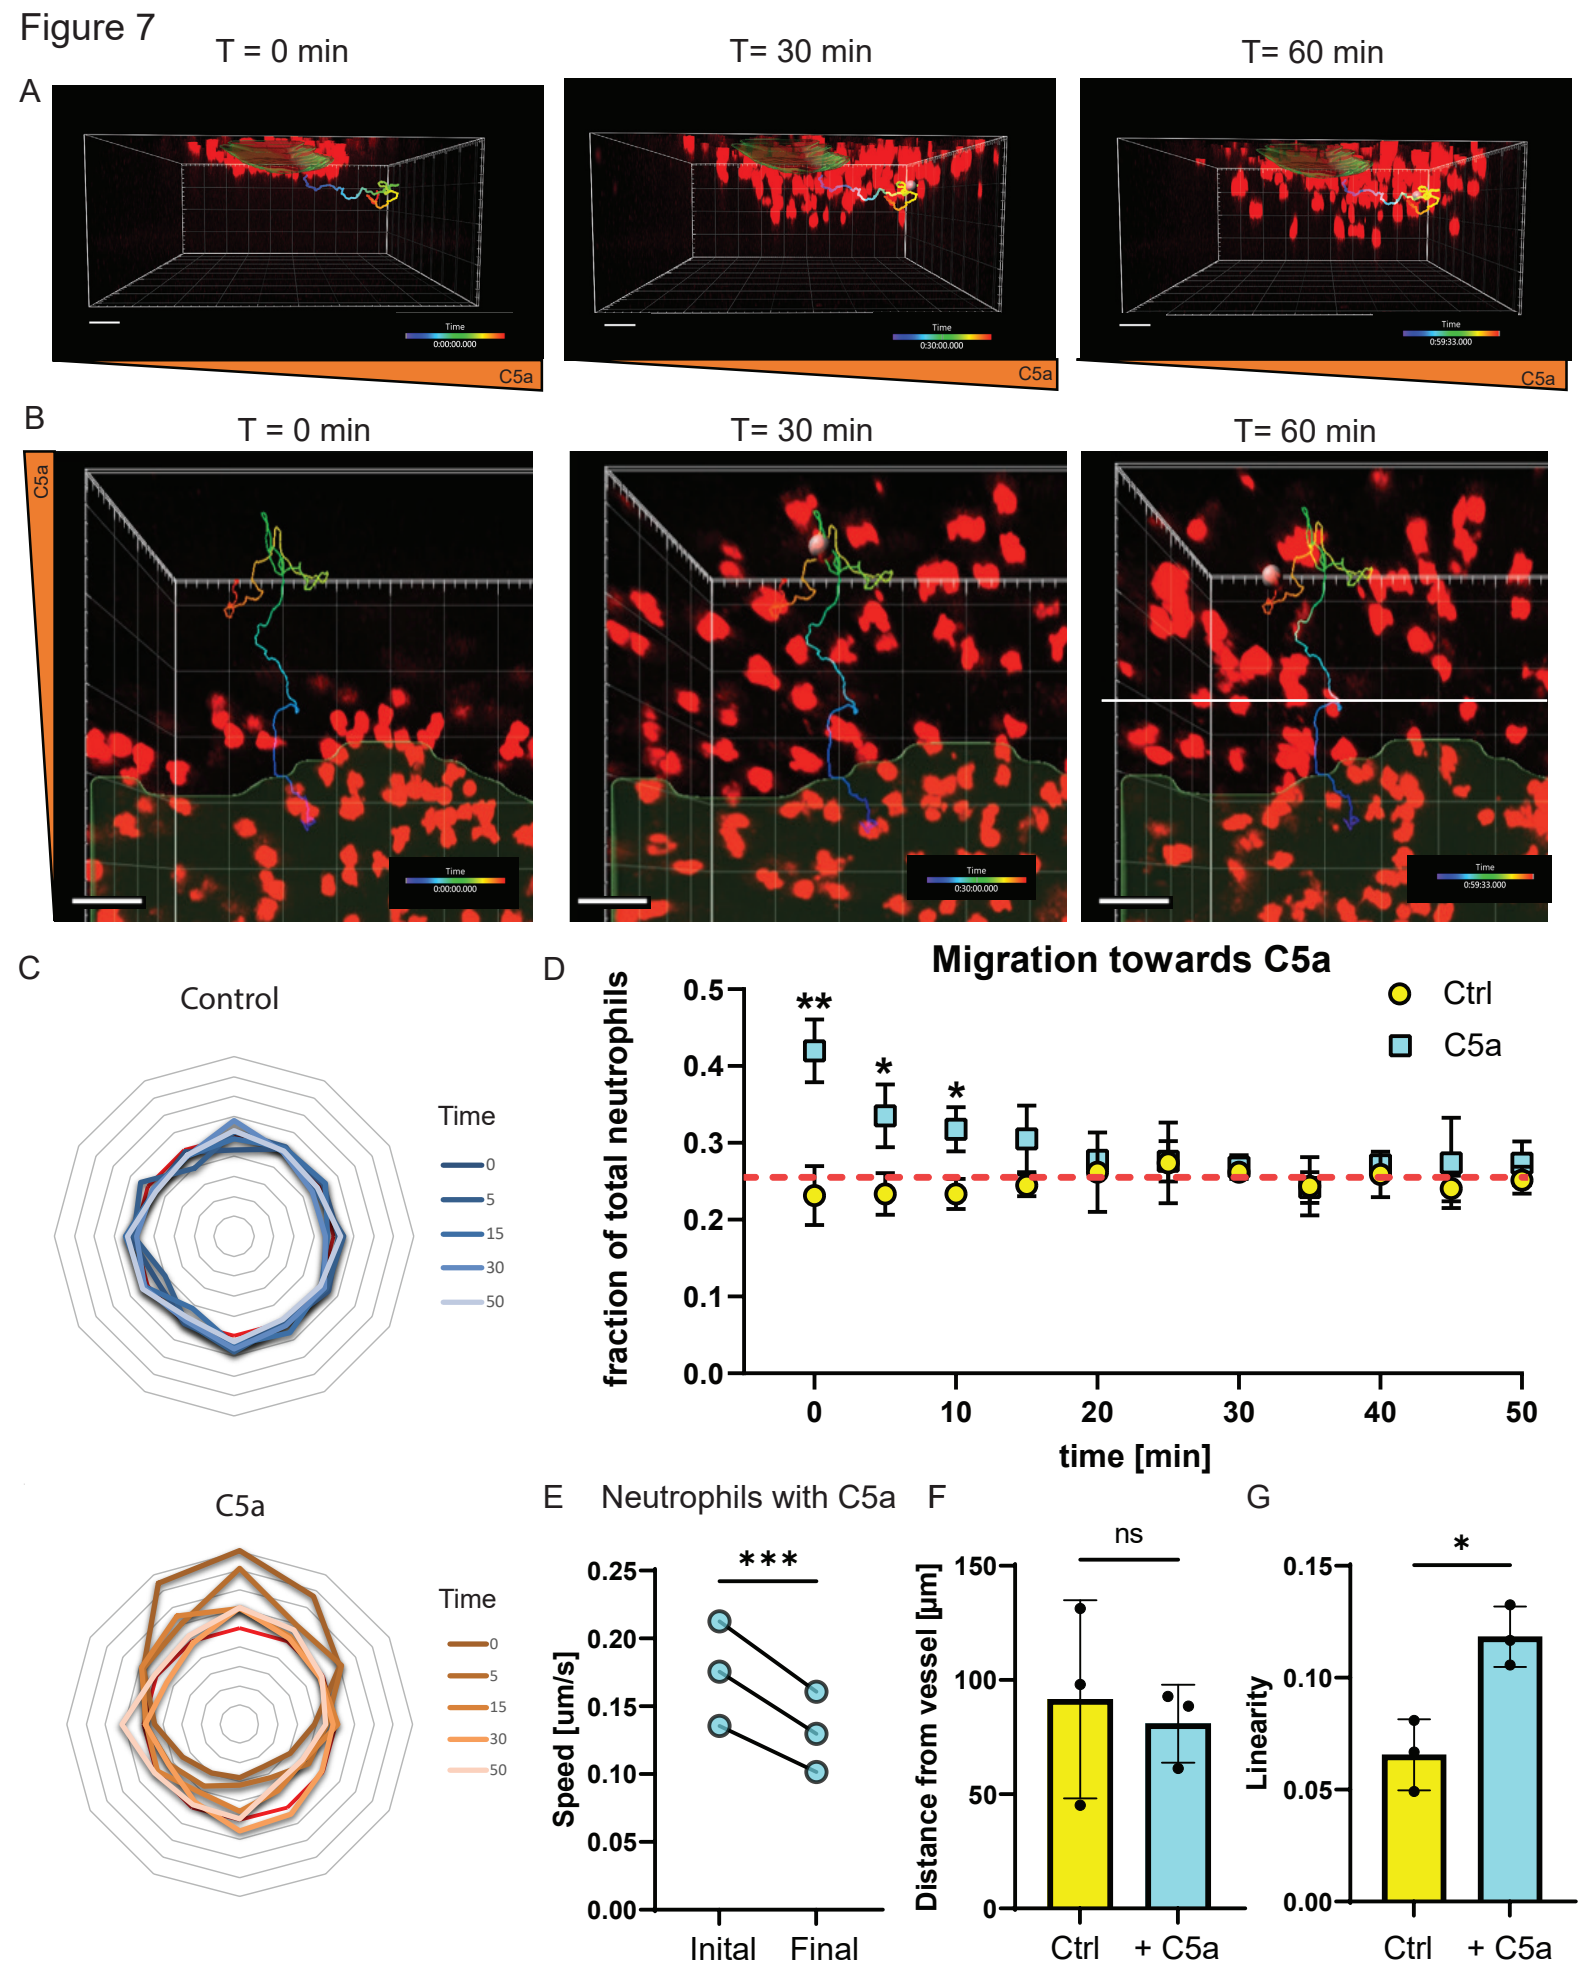 Figure 7
T = 0 min
T= 30 min
T= 60 min
A
Time
0:00:00.000
Time
0:30:00.000
Time
0:59:33.000
C5a
C5a
C5a
B
T = 0 min
T= 30 min
T= 60 min
C5a
Time
0:00:00.000
Time
0:30:00.000
Time
0:59:33.000
C
Control
Time
0
5
15
30
50
C5a
Time
0
5
15
30
50
D
Migration towards C5a
Ctrl
C5a
fraction of total neutrophils
0.5
0.4
0.3
0.2
0.1
0.0
**
*
*
0 10 20 30 40 50
time [min]
E
Neutrophils with C5a
***
Speed [um/s]
0.25
0.20
0.15
0.10
0.05
0.00
Inital Final
F
ns
Distance from vessel [µm]
150
100
50
0
Ctrl + C5a
G
*
Linearity
0.15
0.10
0.05
0.00
Ctrl + C5a